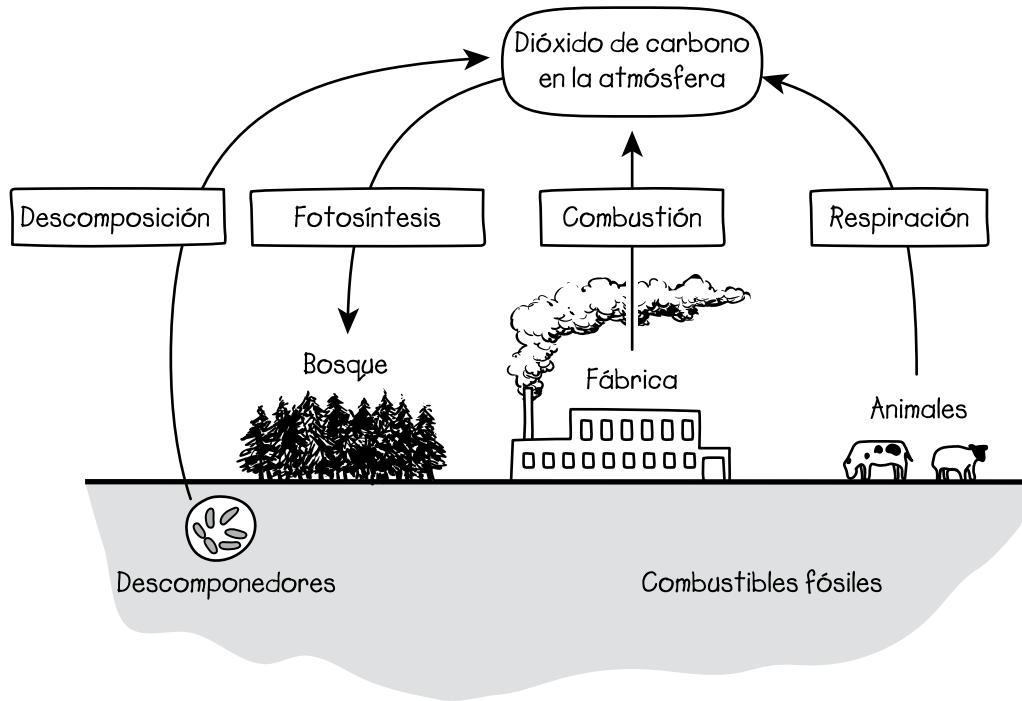 Dióxido de carbono
en la atmósfera
Descomposición
Fotosíntesis
Combustión
Respiración
Bosque
Fábrica
Animales
Descomponedores
Combustibles fósiles